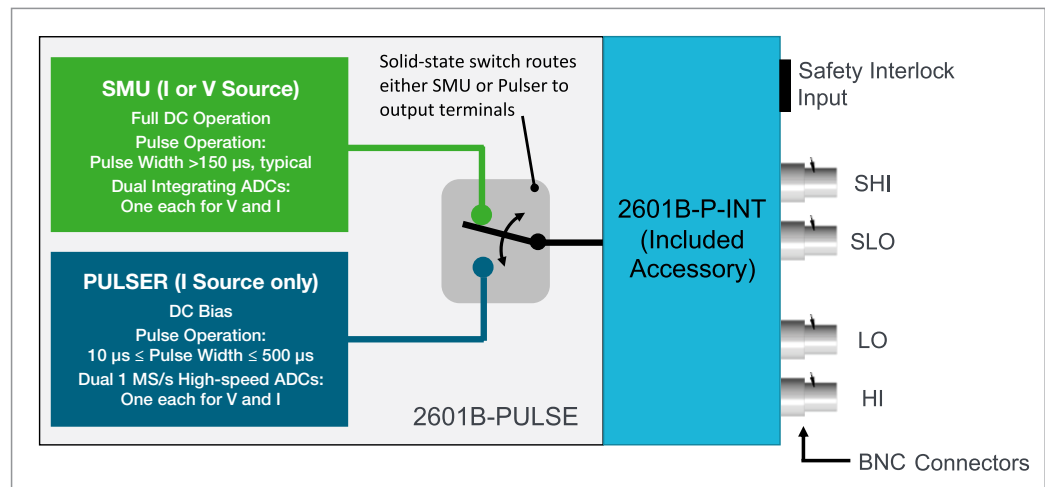 SMU (I or V Source)
Full DC Operation
Pulse Operation:
Pulse Width >150 µs, typical
Dual Integrating ADCs:
One each for V and I
PULSER (I Source only)
DC Bias
Pulse Operation:
10 µs ≤ Pulse Width ≤ 500 µs
Dual 1 MS/s High-speed ADCs:
One each for V and I
Solid-state switch routes
either SMU or Pulser to
output terminals
2601B-PULSE
2601B-P-INT
(Included
Accessory)
Safety Interlock
Input
SHI
SLO
LO
HI
BNC Connectors